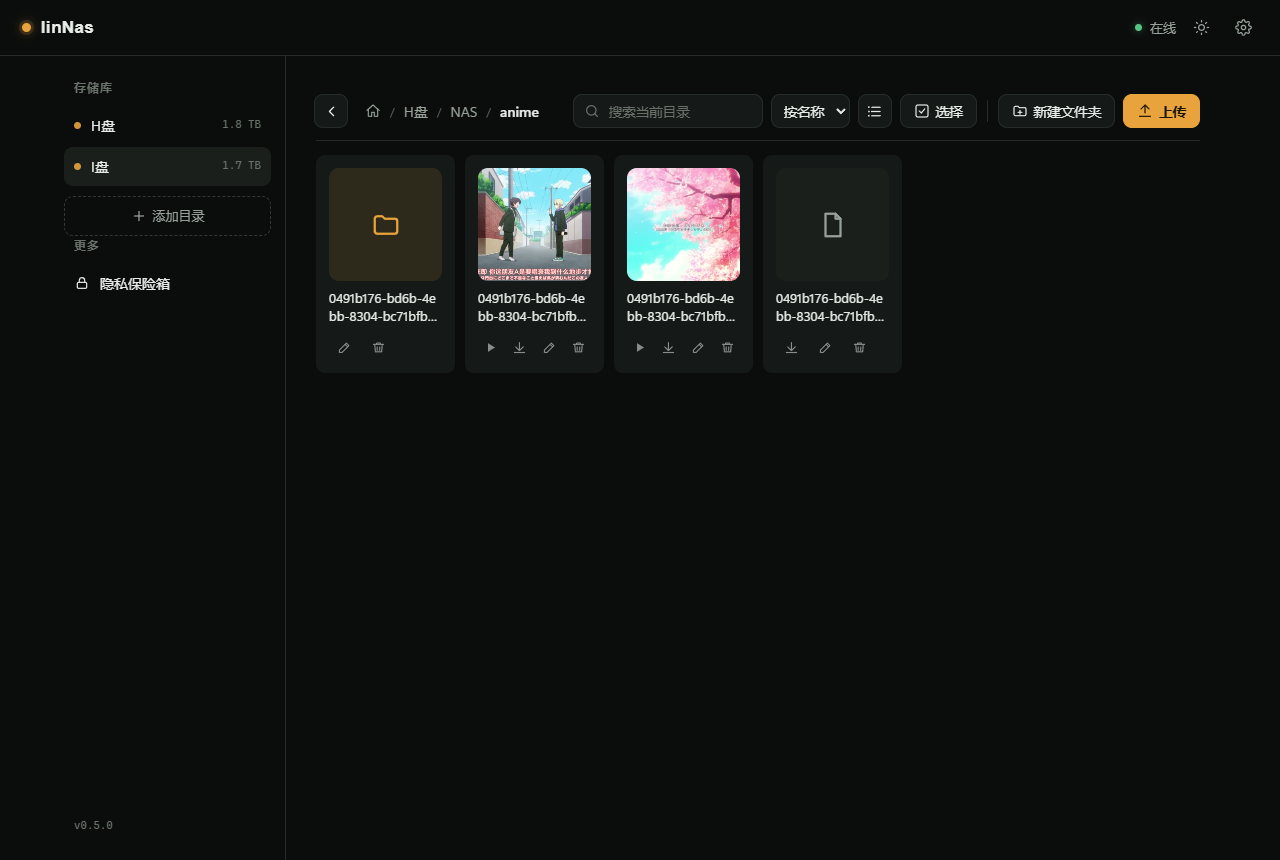 linNas
在线
存储库
H盘
1.8 TB
I盘
1.7 TB
添加目录
更多
隐私保险箱
v0.5.0
/ H盘 / NAS / anime
搜索当前目录
按名称
选择
新建文件夹
上传
0491b176-bd6b-4e
bb-8304-bc71bfb...
0491b176-bd6b-4e
bb-8304-bc71bfb...
0491b176-bd6b-4e
bb-8304-bc71bfb...
0491b176-bd6b-4e
bb-8304-bc71bfb...